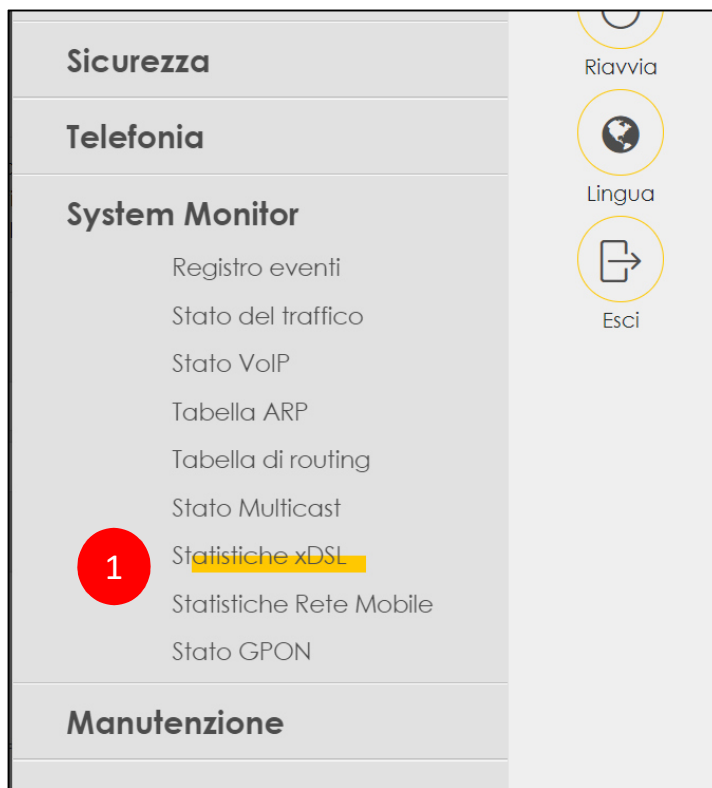 Sicurezza
Telefonia
System Monitor
Registro eventi
Stato del traffico
Stato VoIP
Tabella ARP
Tabella di routing
Stato Multicast
1
Statistiche xDSL
Statistiche Rete Mobile
Stato GPON
Manutenzione
Riavvia
Lingua
Esci